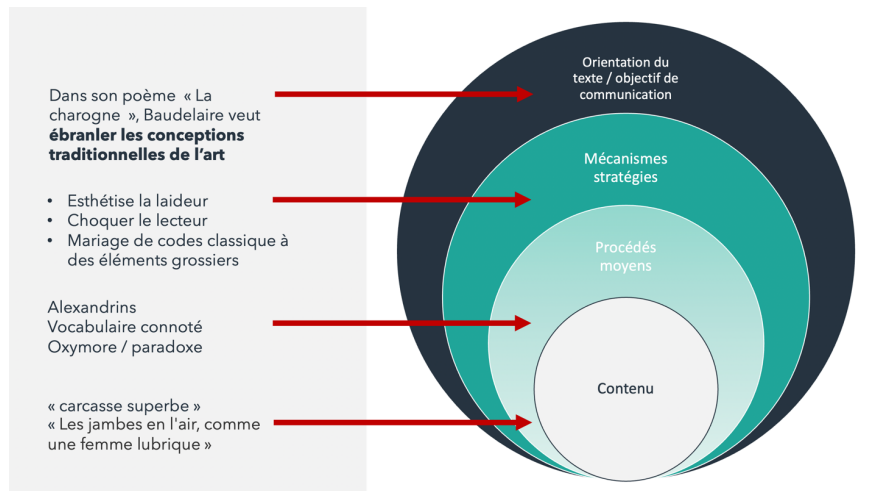 Dans son poème « La
charogne », Baudelaire veut
ébranler les conceptions
traditionnelles de l'art
• Esthétise la laideur
• Choquer le lecteur
• Mariage de codes classique à
des éléments grossiers
Alexandrins
Vocabulaire connoté
Oxymore / paradoxe
« carcasse superbe »
« Les jambes en l'air, comme
une femme lubrique »
Orientation du
texte / objectif de
communication
Mécanismes
stratégies
Procédés
moyens
Contenu